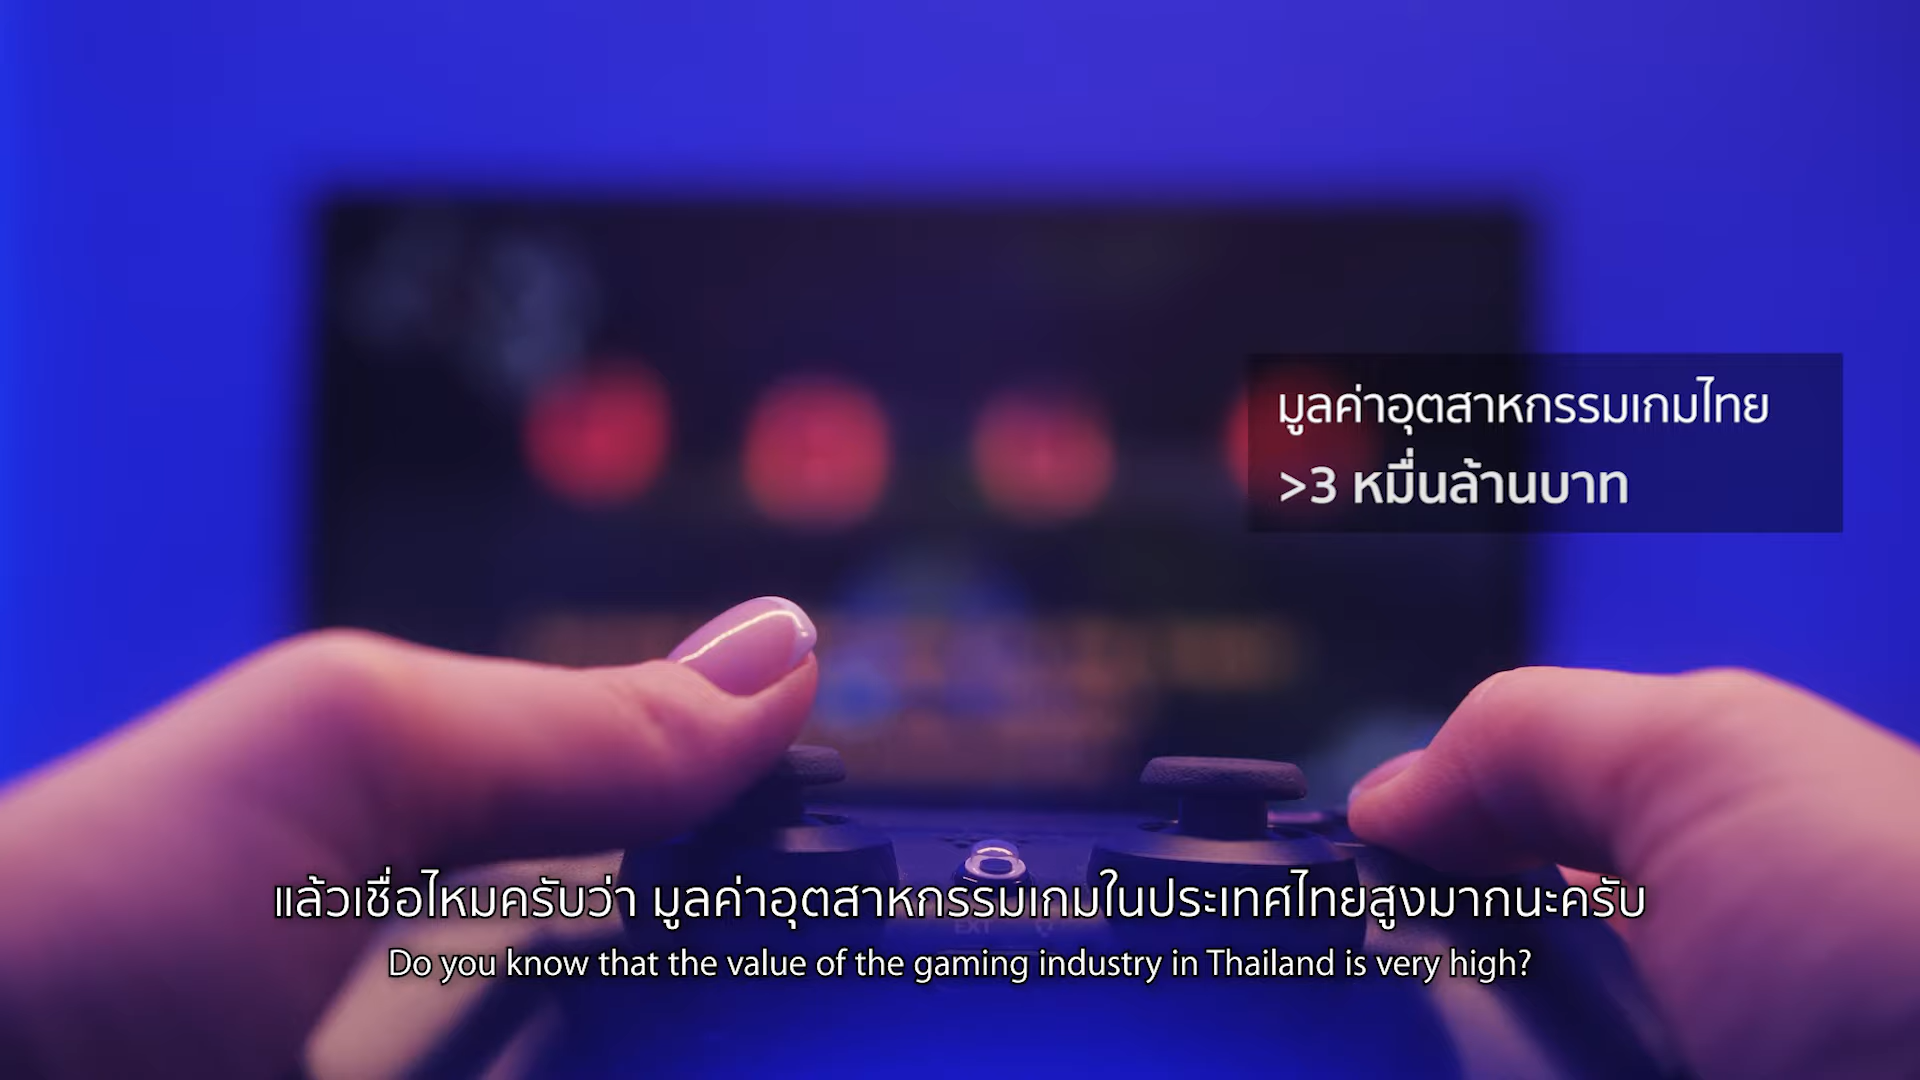 มูลค่าอุตสาหกรรมเกมไทย
>3 หมื่นล้านบาท
แล้วเชื่อไหมครับว่า มูลค่าอุตสาหกรรมเกมในประเทศไทยสูงมากนะครับ
Do you know that the value of the gaming industry in Thailand is very high?
EXT